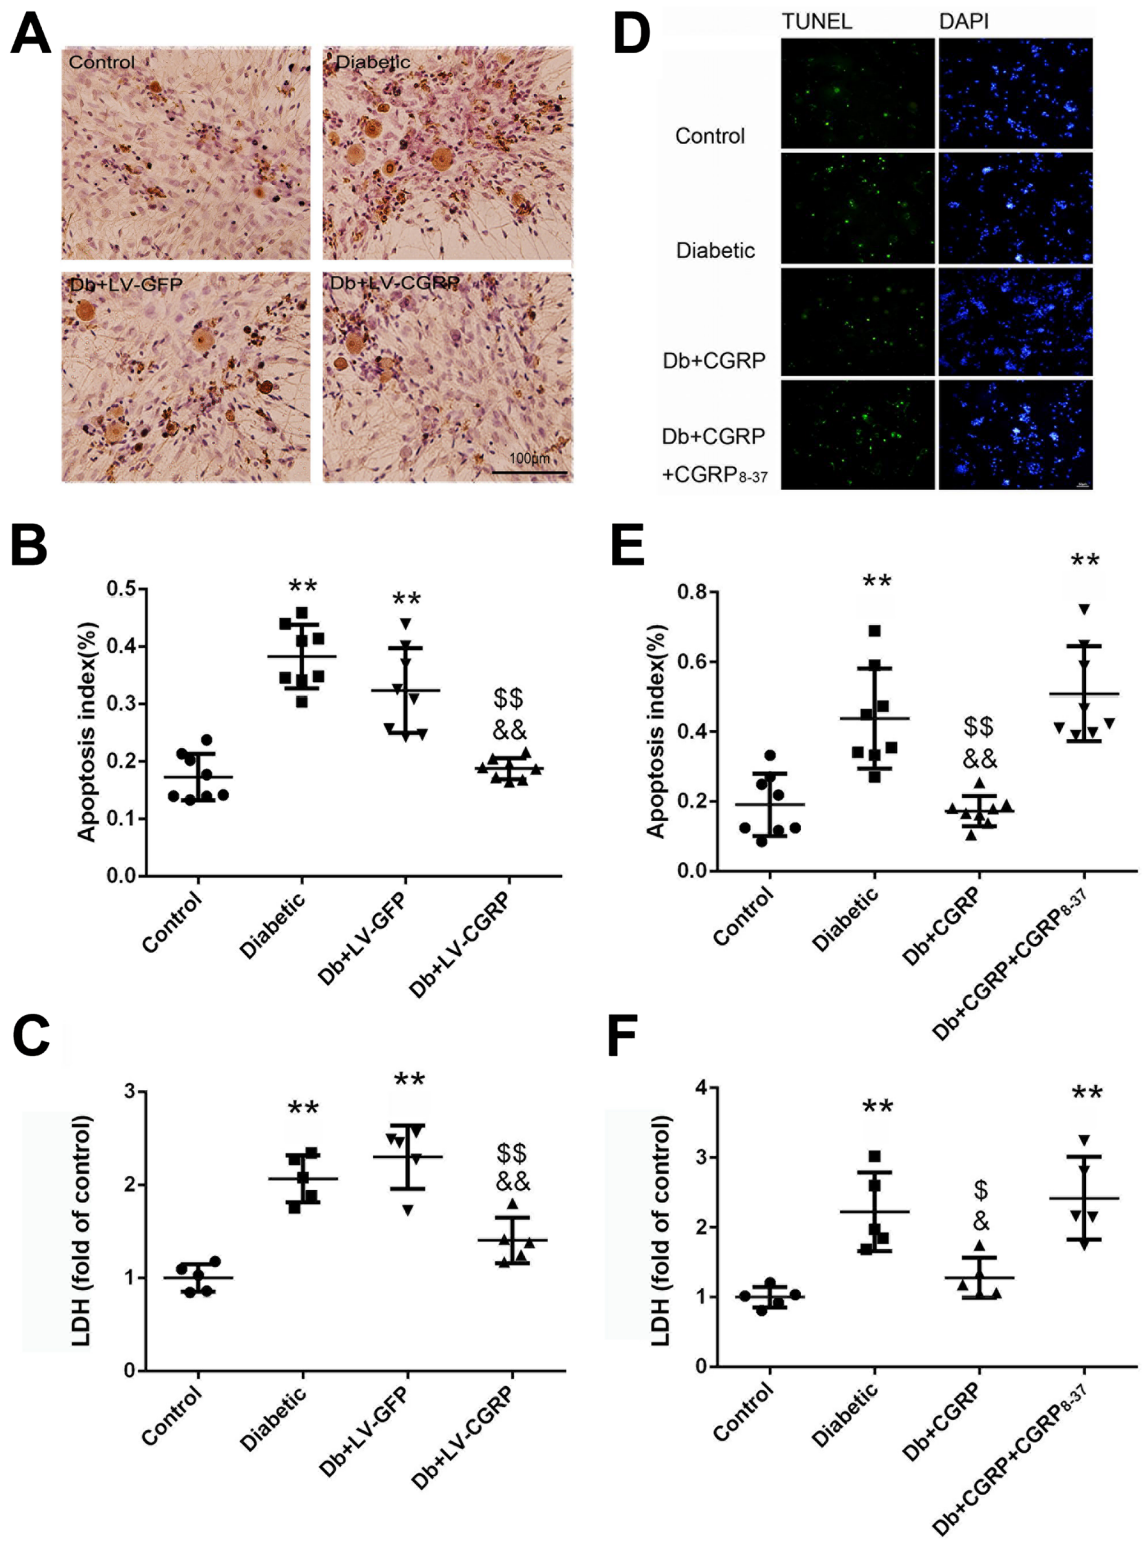 A
Control
Diabetic
Db+LV-GFP
Db+LV-CGRP
100μm
D
TUNEL
DAPI
Control
Diabetic
Db+CGRP
Db+CGRP
+CGRP8-37
B
Apoptosis index(%)
0.5
0.4
0.3
0.2
0.1
0.0
**
**
$$
&&
Control
Diabetic
Db+LV-GFP
Db+LV-CGRP
E
Apoptosis index(%)
0.8
0.6
0.4
0.2
0.0
**
$$
&&
**
Control
Diabetic
Db+CGRP
Db+CGRP+CGRP8-37
C
LDH (fold of control)
3
2
1
0
**
**
$$
&&
Control
Diabetic
Db+LV-GFP
Db+LV-CGRP
F
LDH (fold of control)
4
3
2
1
0
**
$
&
**
Control
Diabetic
Db+CGRP
Db+CGRP+CGRP8-37